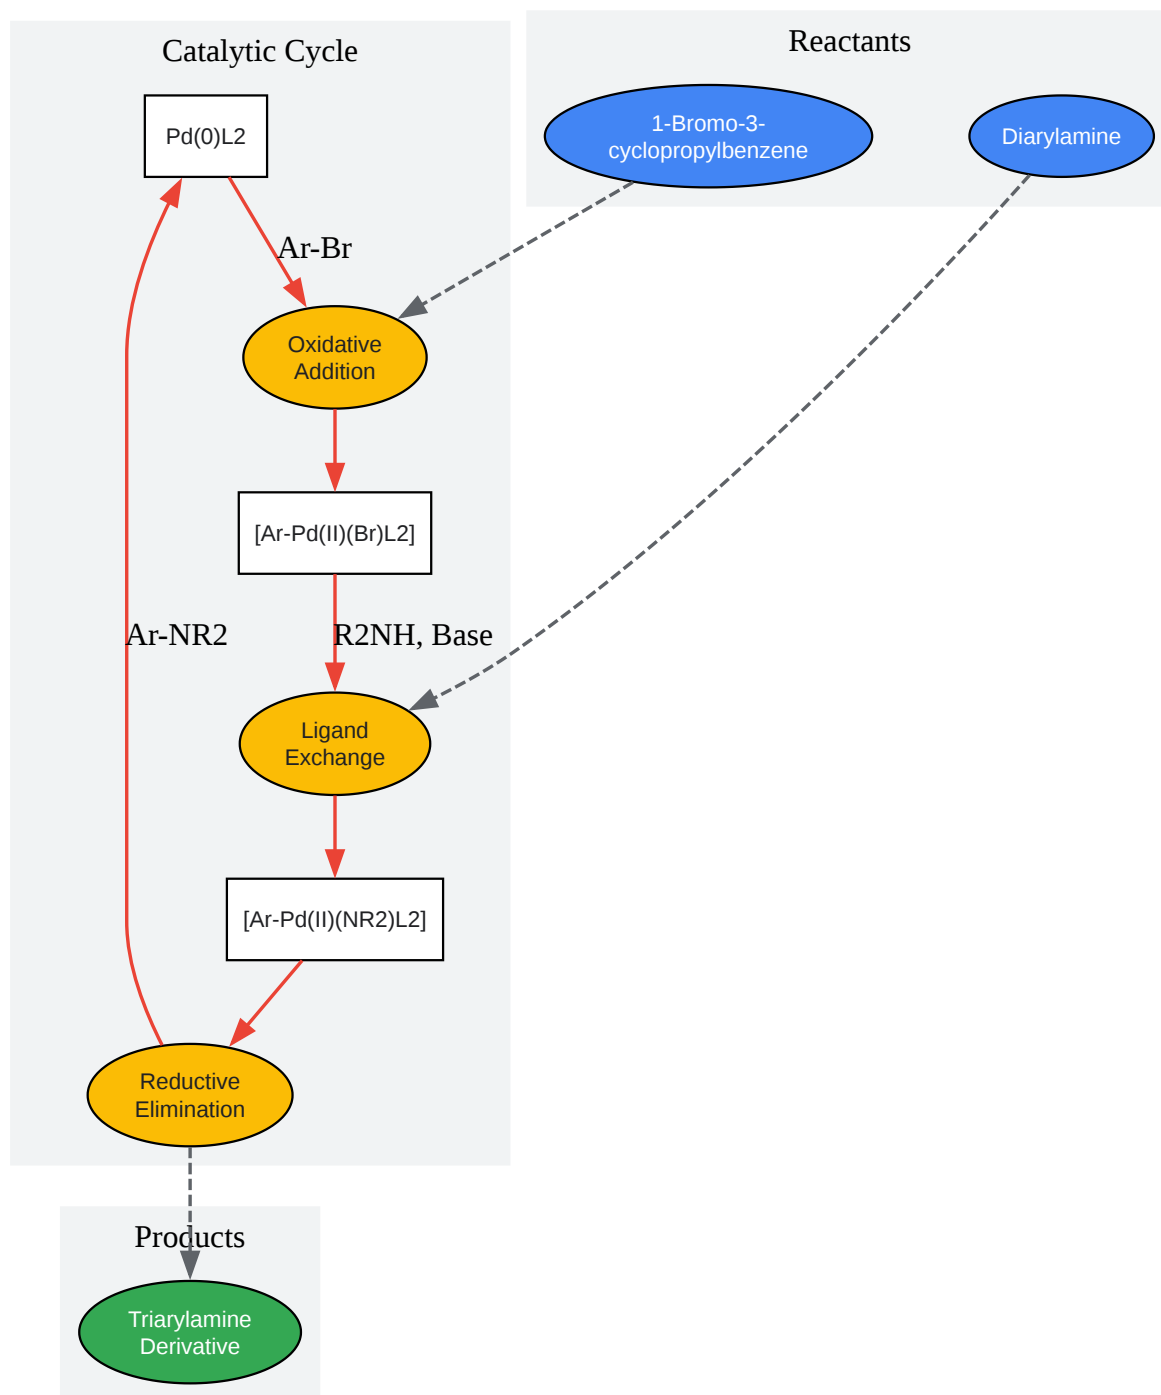 Catalytic Cycle
Reactants
Pd(0)L2
1-Bromo-3-
cyclopropylbenzene
Diarylamine
Ar-Br
Oxidative
Addition
[Ar-Pd(II)(Br)L2]
Ar-NR2
R2NH, Base
Ligand
Exchange
[Ar-Pd(II)(NR2)L2]
Reductive
Elimination
Products
Triarylamine
Derivative